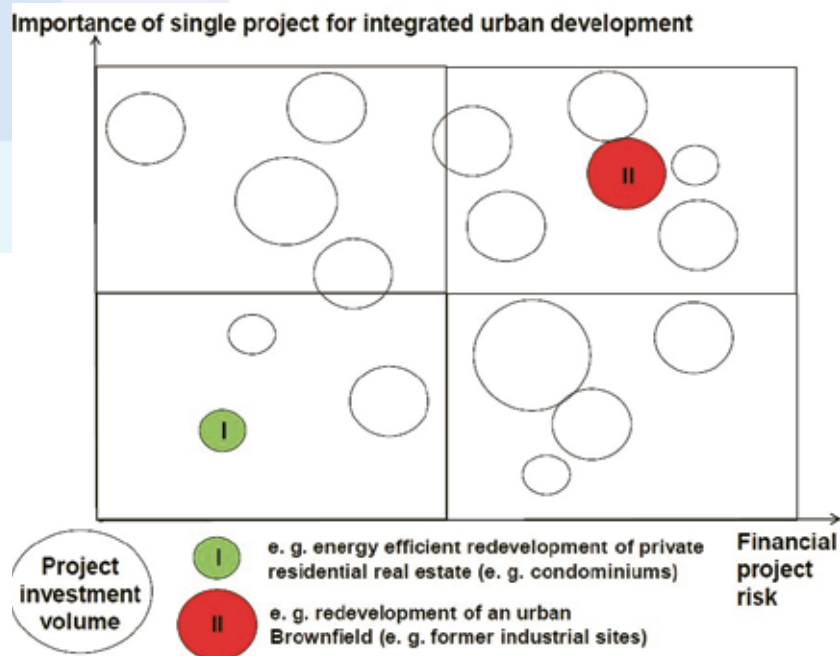 Importance of single project for integrated urban development
II
I
Project
investment
volume
I
e. g. energy efficient redevelopment of private
residential real estate (e. g. condominiums)
II
e. g. redevelopment of an urban
Brownfield (e. g. former industrial sites)
Financial
project
risk